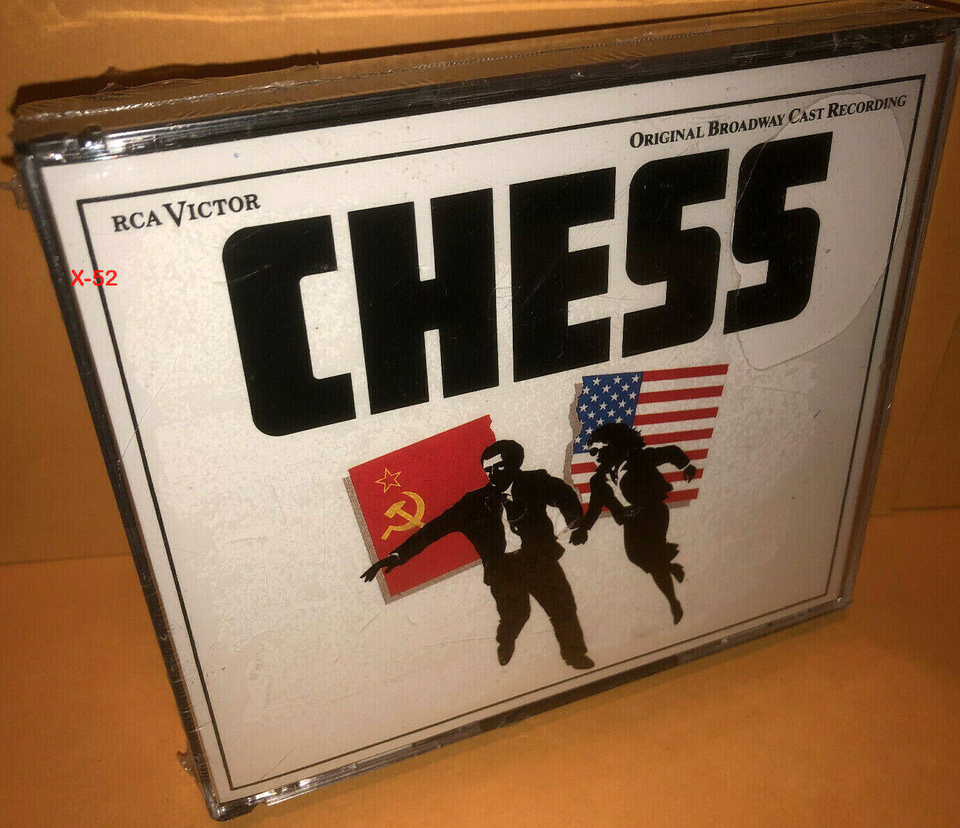 ORIGINAL BROADWAY CAST RECORDING
RCA VICTOR
CHESS
X-52